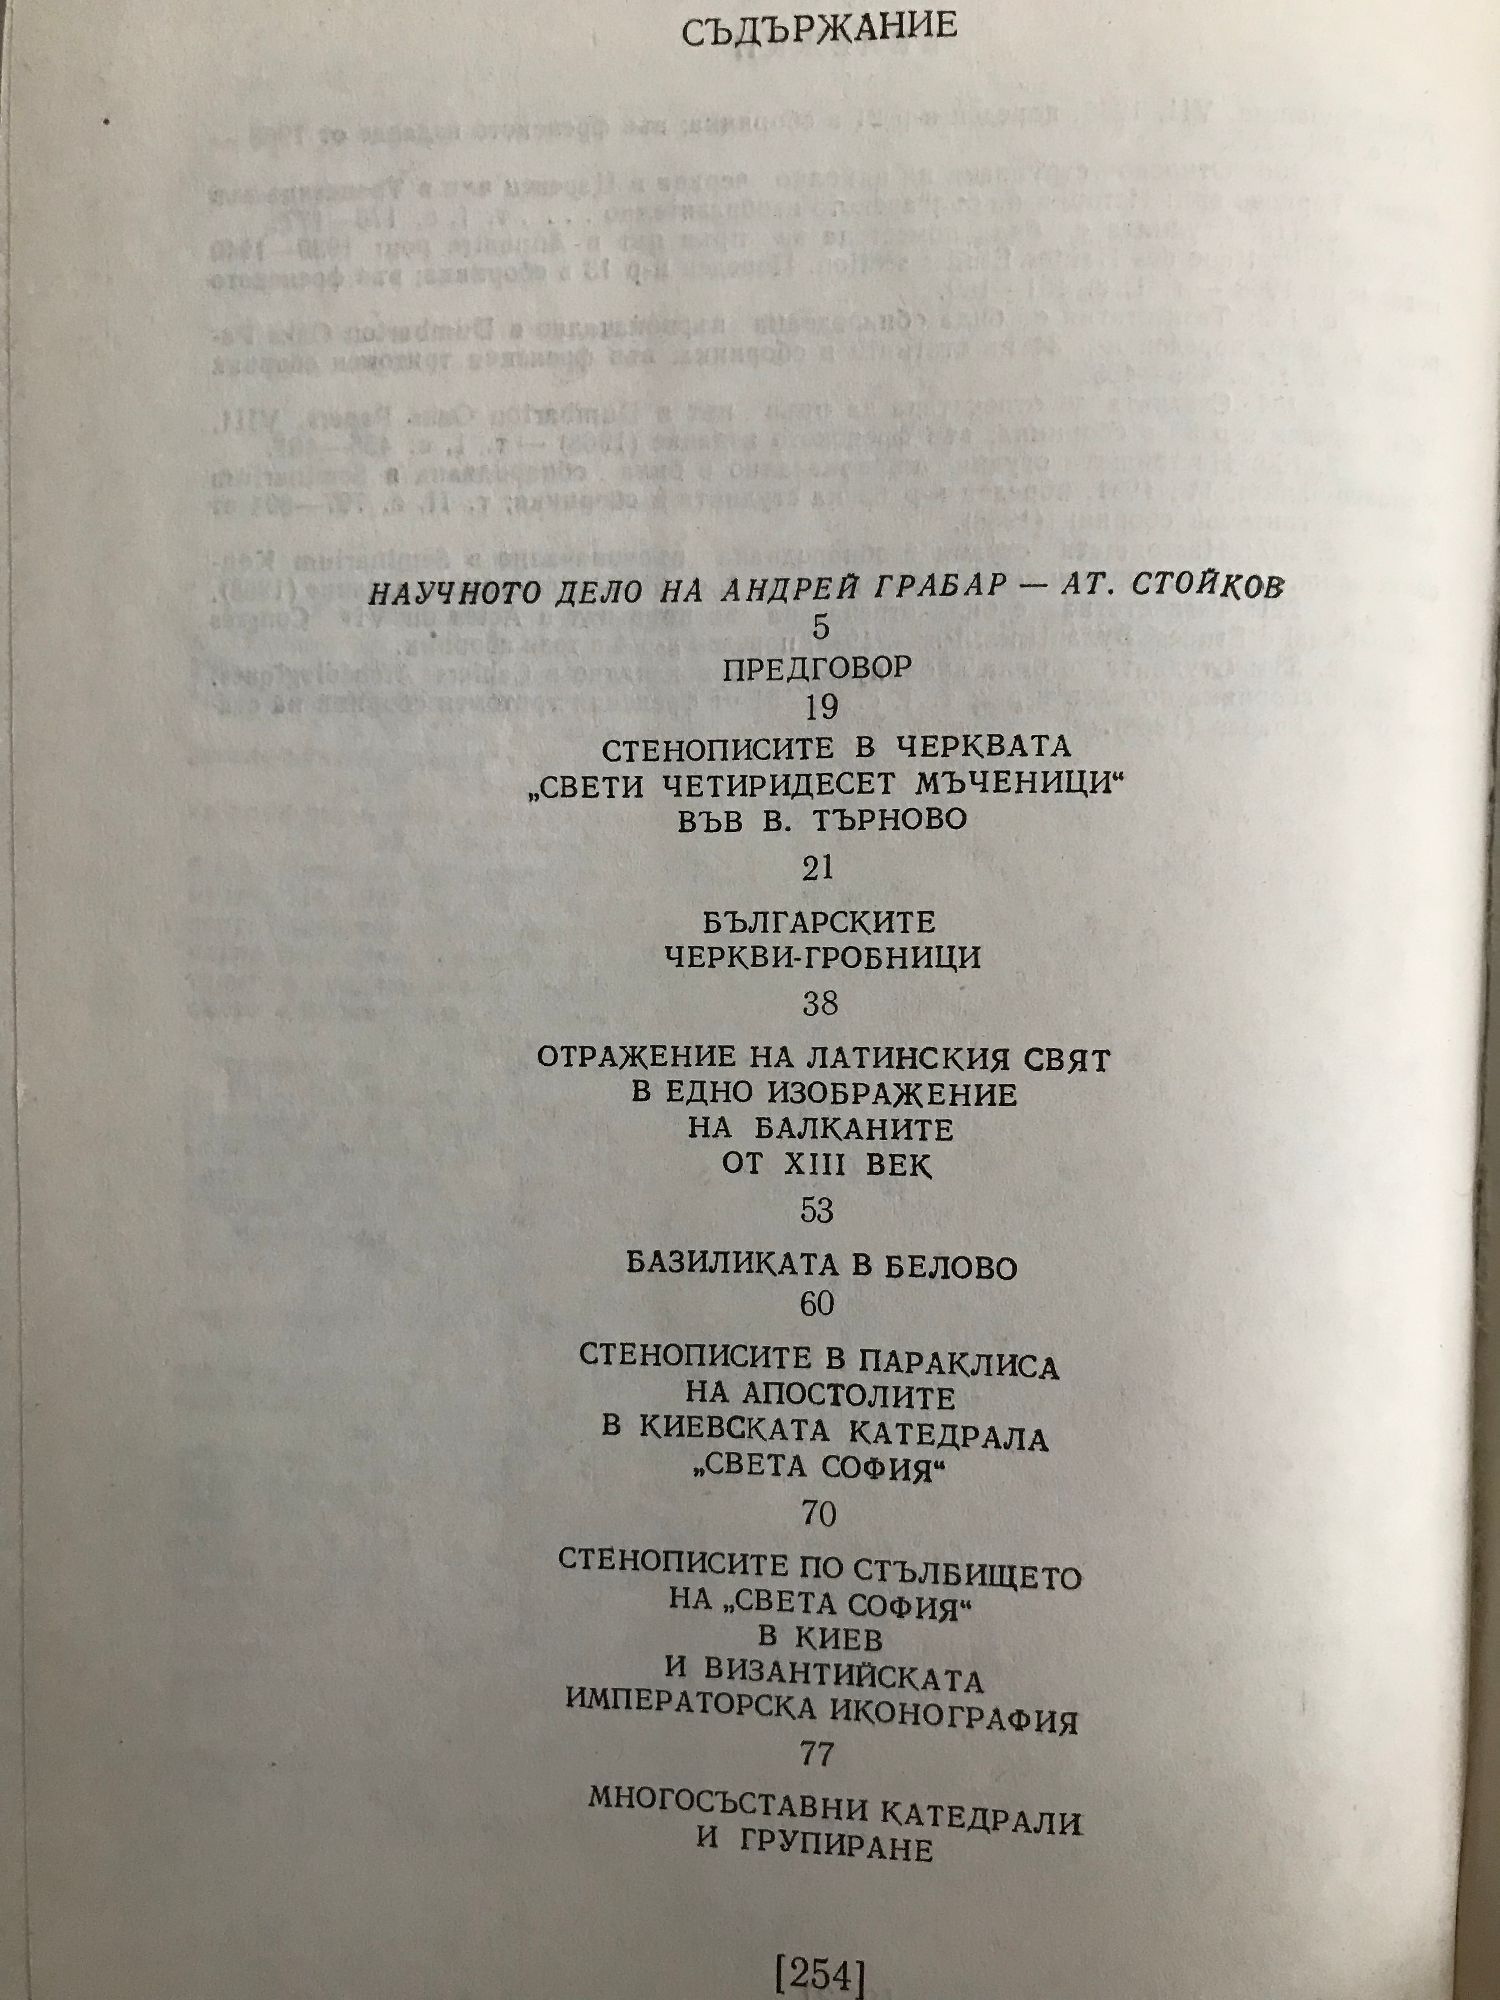 СЪДЪРЖАНИЕ
НАУЧНОТО ДЕЛО НА АНДРЕЙ ГРАБАР — АТ. СТОЙКОВ
5
ПРЕДГОВОР
19
СТЕНОПИСИТЕ В ЧЕРКВАТА
„СВЕТИ ЧЕТИРИДЕСЕТ МЪЧЕНИЦИ“
ВЪВ В. ТЪРНОВО
21
БЪЛГАРСКИТЕ
ЧЕРКВИ-ГРОБНИЦИ
38
ОТРАЖЕНИЕ НА ЛАТИНСКИЯ СВЯТ
В ЕДНО ИЗОБРАЖЕНИЕ
НА БАЛКАНИТЕ
ОТ XIII ВЕК
53
БАЗИЛИКАТА В БЕЛОВО
60
СТЕНОПИСИТЕ В ПАРАКЛИСА
НА АПОСТОЛИТЕ
В КИЕВСКАТА КАТЕДРАЛА
„СВЕТА СОФИЯ“
70
СТЕНОПИСИТЕ ПО СТЪЛБИЩЕТО
НА „СВЕТА СОФИЯ“
В КИЕВ
И ВИЗАНТИЙСКАТА
ИМПЕРАТОРСКА ИКОНОГРАФИЯ
77
МНОГОСЪСТАВНИ КАТЕДРАЛИ
И ГРУПИРАНЕ
[254]